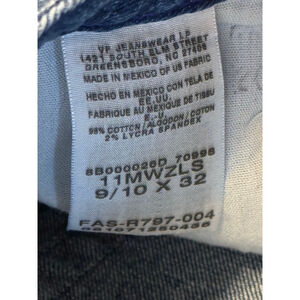 VF JEANSWEAR LP
1421 SOUTH ELM STREET
GREENSBORO, NC 27406
MADE IN MEXICO OF US FABRIC
HECHO EN MEXICO CON TELA DE
EE.UU.
FABRIQUE AU MEXIQUE DE TISSU
E.U.
98% COTTON/ALGODON/COTON
2% LYCRA SPANDEX
6B000026D 70998
11MWZLS
9/10 X 32
FAS-R797-004